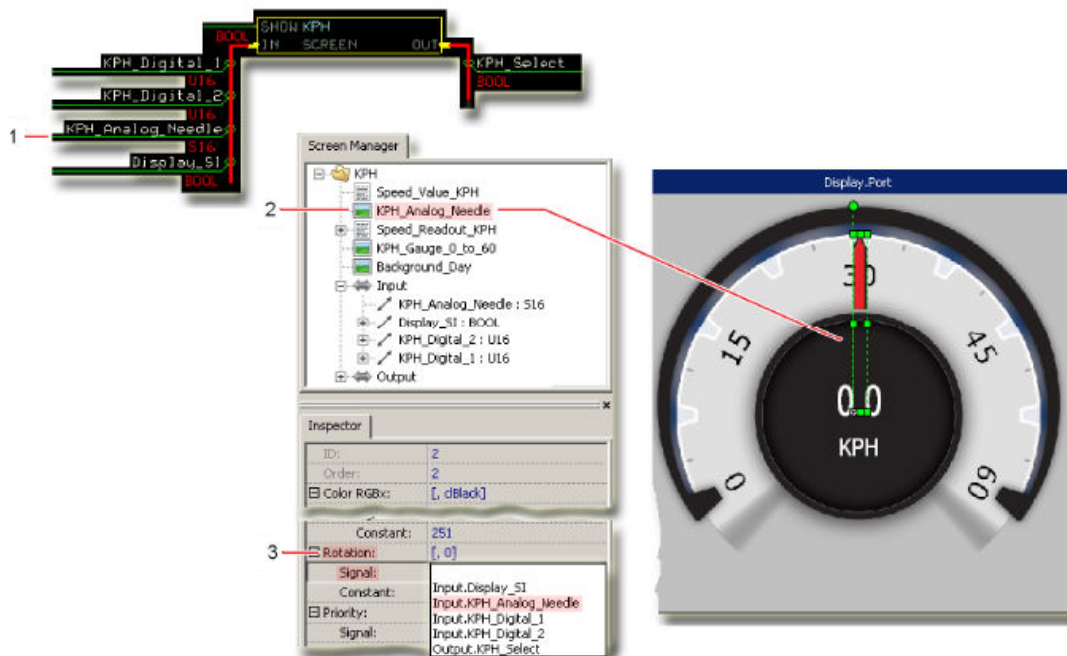 SHOW KPH
BOOL
IN SCREEN OUT
KPH_Digital_1
U16
KPH_Digital_2
U16
KPH_Analog_Needle
S16
Display_SI
BOOL
KPH_Select
BOOL
1
Screen Manager
KPH
Speed_Value_KPH
2
KPH_Analog_Needle
Speed_Readout_KPH
KPH_Gauge_0_to_60
Background_Day
Input
KPH_Analog_Needle : S16
Display_SI : BOOL
KPH_Digital_2 : U16
KPH_Digital_1 : U16
Output
Inspector
ID: 2
Order: 2
Color RGBx: [, clBlack]
Constant: 251
3
Rotation: [, 0]
Signal:
Constant:
Priority:
Signal:
Input.Display_SI
Input.KPH_Analog_Needle
Input.KPH_Digital_1
Input.KPH_Digital_2
Output.KPH_Select
Display.Port
0
15
30
45
60
0.0
KPH